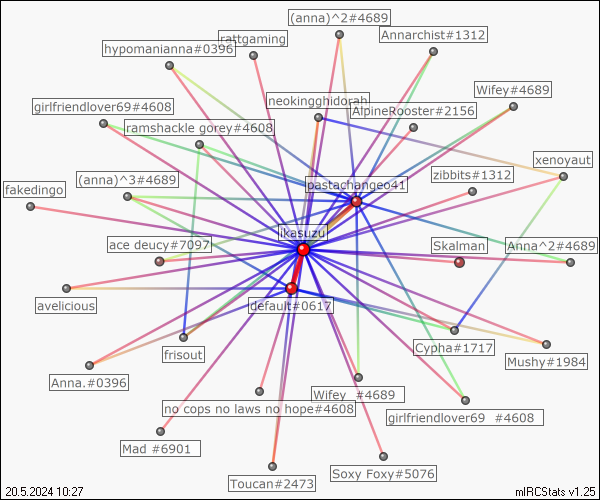 (anna)^2#4689
rattgaming
Annarchist#1312
hypomanianna#0396
Wifey#4689
neokingghidorah
girlfriendlover69#4608
AlpineRooster#2156
ramshackle gorey#4608
xenoyaut
zibbits#1312
(anna)^3#4689
pastachangeo41
fakedingo
ikasuzu
ace deucy#7097
Skalman
Anna^2#4689
avelicious
default#0617
Cypha#1717
frisout
Mushy#1984
Anna.#0396
Wifey_#4689
no cops no laws no hope#4608
girlfriendlover69_#4608
Mad_#6901
Soxy Foxy#5076
Toucan#2473
20.5.2024 10:27
mIRCStats v1.25